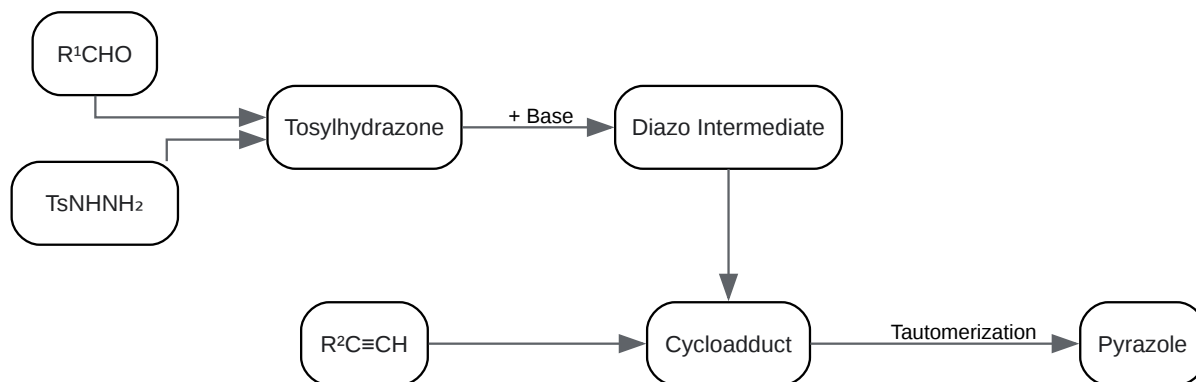 R¹CHO
TsNHNH₂
Tosylhydrazone
+ Base
Diazo Intermediate
R²C≡CH
Cycloadduct
Tautomerization
Pyrazole